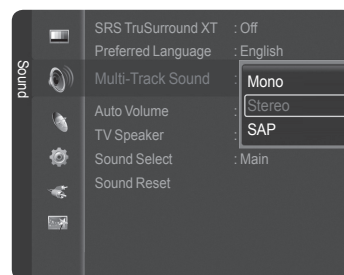 Sound
SRS TruSurround XT : Off
Preferred Language : English
Multi-Track Sound :
Mono
Stereo
SAP
Auto Volume :
TV Speaker :
Sound Select : Main
Sound Reset